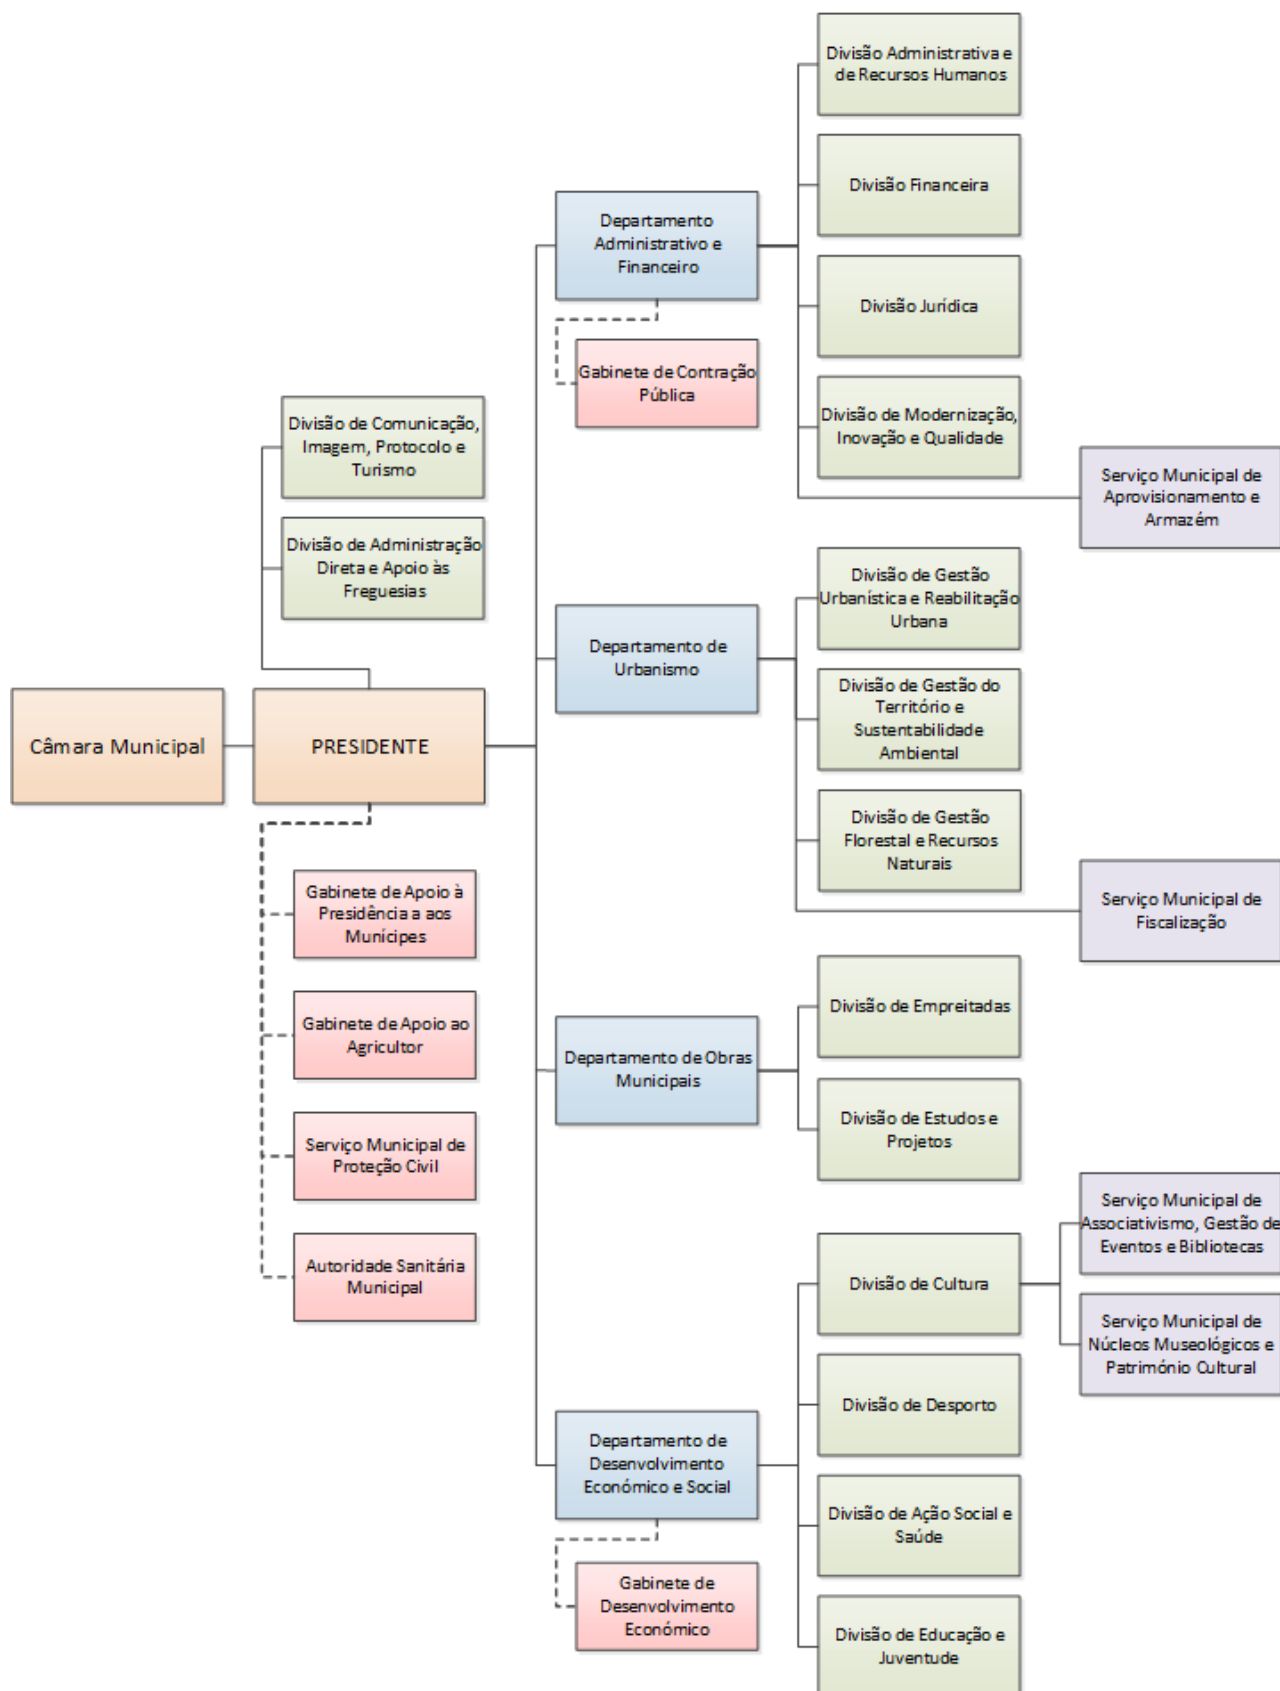 Câmara Municipal
PRESIDENTE
Divisão de Comunicação,
Imagem, Protocolo e
Turismo
Divisão de Administração
Direta e Apoio às
Freguesias
Gabinete de Apoio à
Presidência a aos
Munícipes
Gabinete de Apoio ao
Agricultor
Serviço Municipal de
Proteção Civil
Autoridade Sanitária
Municipal
Departamento
Administrativo e
Financeiro
Gabinete de Contração
Pública
Divisão Administrativa e
de Recursos Humanos
Divisão Financeira
Divisão Jurídica
Divisão de Modernização,
Inovação e Qualidade
Serviço Municipal de
Aprovisionamento e
Armazém
Departamento de
Urbanismo
Divisão de Gestão
Urbanística e Reabilitação
Urbana
Divisão de Gestão do
Território e
Sustentabilidade
Ambiental
Divisão de Gestão
Florestal e Recursos
Naturais
Serviço Municipal de
Fiscalização
Departamento de Obras
Municipais
Divisão de Empreitadas
Divisão de Estudos e
Projetos
Departamento de
Desenvolvimento
Económico e Social
Gabinete de
Desenvolvimento
Económico
Divisão de Cultura
Serviço Municipal de
Associativismo, Gestão de
Eventos e Bibliotecas
Serviço Municipal de
Núcleos Museológicos e
Património Cultural
Divisão de Desporto
Divisão de Ação Social e
Saúde
Divisão de Educação e
Juventude